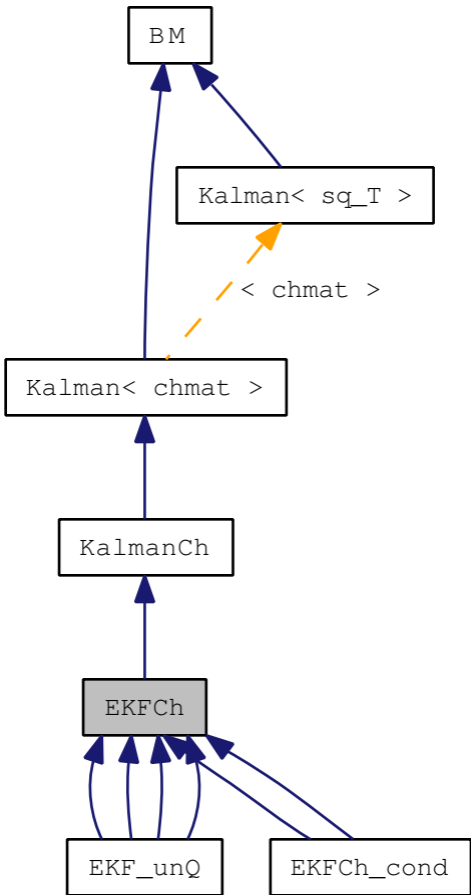 BM
Kalman< sq_T >
< chmat >
Kalman< chmat >
KalmanCh
EKFCh
EKF_unQ
EKFCh_cond